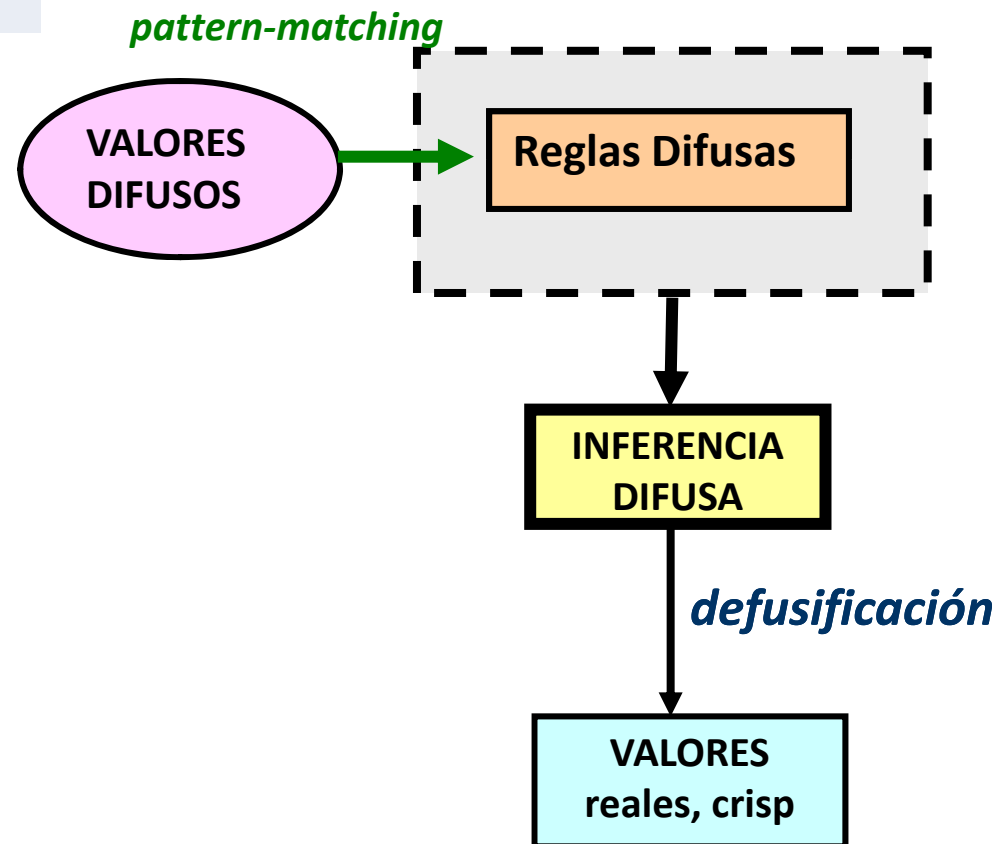 pattern-matching
VALORES
DIFUSOS
Reglas Difusas
INFERENCIA
DIFUSA
defusificación
VALORES
reales, crisp